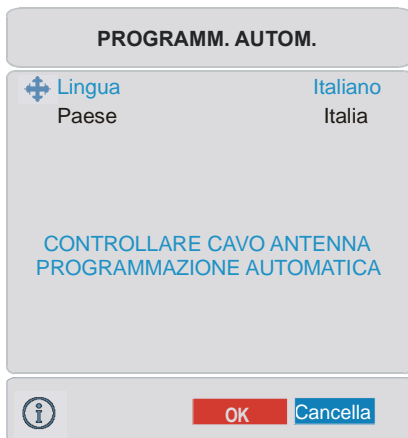 PROGRAMM. AUTOM.
Lingua Italiano
Paese Italia
CONTROLLARE CAVO ANTENNA
PROGRAMMAZIONE AUTOMATICA
OK Cancella